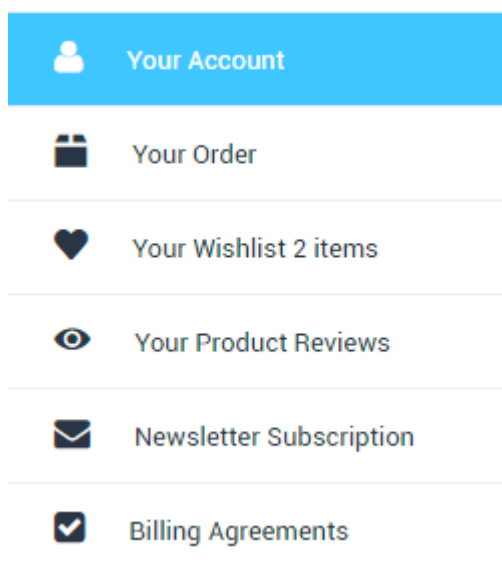 Your Account
Your Order
Your Wishlist 2 items
Your Product Reviews
Newsletter Subscription
Billing Agreements